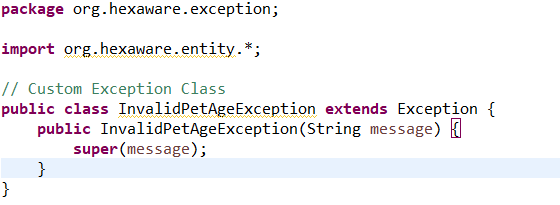 package org.hexaware.exception;
import org.hexaware.entity.*;
// Custom Exception Class
public class InvalidPetAgeException extends Exception {
    public InvalidPetAgeException(String message) {
        super(message);
    }
}